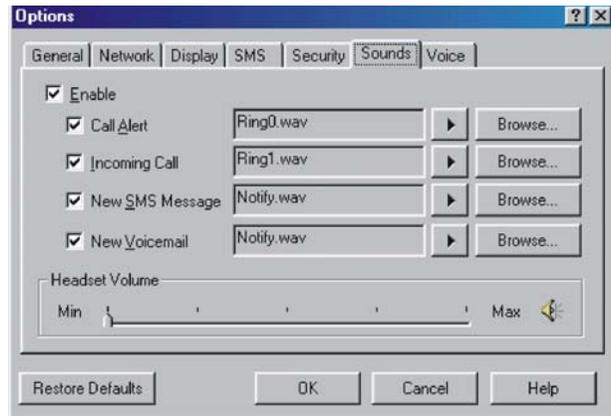 Options
General Network Display SMS Security Sounds Voice
Enable
Call Alert Ring0.wav Browse...
Incoming Call Ring1.wav Browse...
New SMS Message Notify.wav Browse...
New Voicemail Notify.wav Browse...
Headset Volume
Min Max
Restore Defaults OK Cancel Help